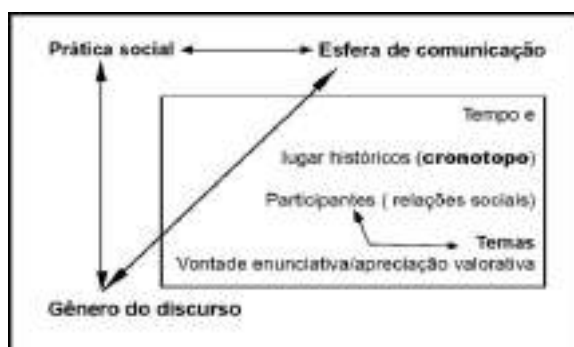 Prática social
Esfera de comunicação
Tempo e
lugar históricos (cronotopo)
Participantes ( relações sociais)
Temas
Vontade enunciativa/apreciação valorativa
Gênero do discurso